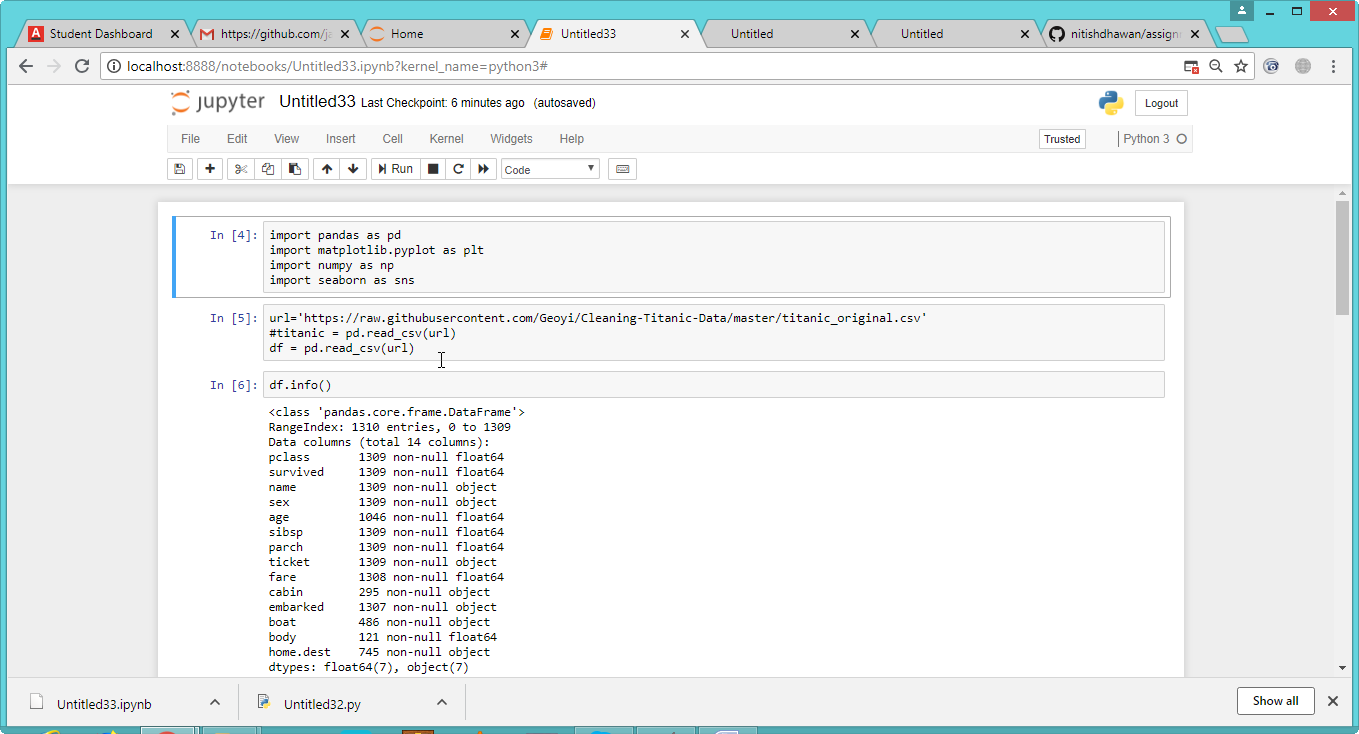 Student Dashboard
https://github.com/ja
Home
Untitled33
Untitled
Untitled
nitishdhawan/assignr
localhost:8888/notebooks/Untitled33.ipynb?kernel_name=python3#
jupyter Untitled33 Last Checkpoint: 6 minutes ago (autosaved)
Logout
File Edit View Insert Cell Kernel Widgets Help
Trusted
Python 3
Run
Code
In [4]: import pandas as pd
import matplotlib.pyplot as plt
import numpy as np
import seaborn as sns
In [5]: url='https://raw.githubusercontent.com/Geoyi/Cleaning-Titanic-Data/master/titanic_original.csv'
#titanic = pd.read_csv(url)
df = pd.read_csv(url)
In [6]: df.info()
<class 'pandas.core.frame.DataFrame'>
RangeIndex: 1310 entries, 0 to 1309
Data columns (total 14 columns):
pclass 1309 non-null float64
survived 1309 non-null float64
name 1309 non-null object
sex 1309 non-null object
age 1046 non-null float64
sibsp 1309 non-null float64
parch 1309 non-null float64
ticket 1309 non-null object
fare 1308 non-null float64
cabin 295 non-null object
embarked 1307 non-null object
boat 486 non-null object
body 121 non-null float64
home.dest 745 non-null object
dtypes: float64(7), object(7)
Untitled33.ipynb
Untitled32.py
Show all